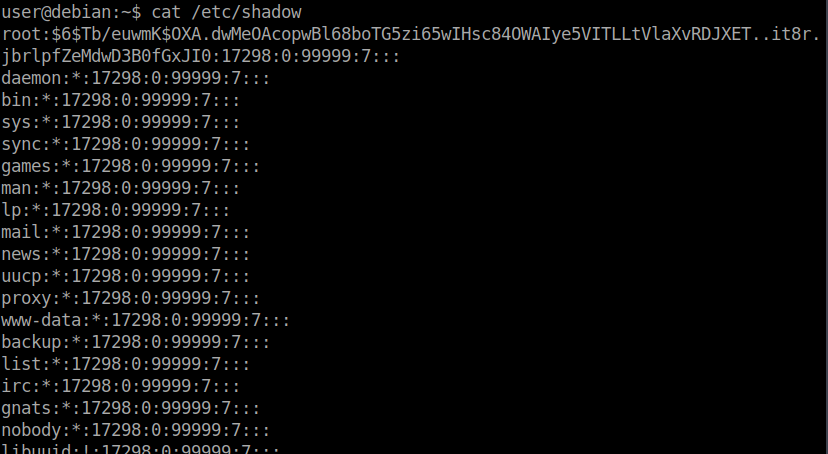 user@debian:~$ cat /etc/shadow
root:$6$Tb/euwmK$OXA.dwMeOAcopwBl68boTG5zi65wIHsc84OWAIye5VITLLtVlaXvRDJXET..it8r.
jbrlpfZeMdwD3B0fGxJI0:17298:0:99999:7:::
daemon:*:17298:0:99999:7:::
bin:*:17298:0:99999:7:::
sys:*:17298:0:99999:7:::
sync:*:17298:0:99999:7:::
games:*:17298:0:99999:7:::
man:*:17298:0:99999:7:::
lp:*:17298:0:99999:7:::
mail:*:17298:0:99999:7:::
news:*:17298:0:99999:7:::
uucp:*:17298:0:99999:7:::
proxy:*:17298:0:99999:7:::
www-data:*:17298:0:99999:7:::
backup:*:17298:0:99999:7:::
list:*:17298:0:99999:7:::
irc:*:17298:0:99999:7:::
gnats:*:17298:0:99999:7:::
nobody:*:17298:0:99999:7:::
libuuid:!:17298:0:99999:7:::